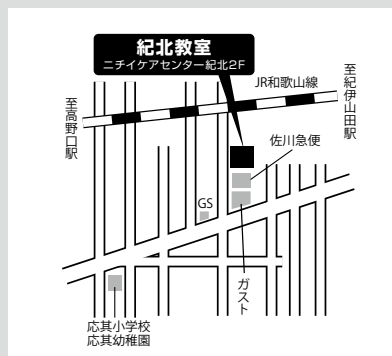 紀北教室
ニチイケアセンター紀北2F
JR和歌山線
至紀伊山田駅
至高野口駅
佐川急便
GS
ガスト
応其小学校
応其幼稚園